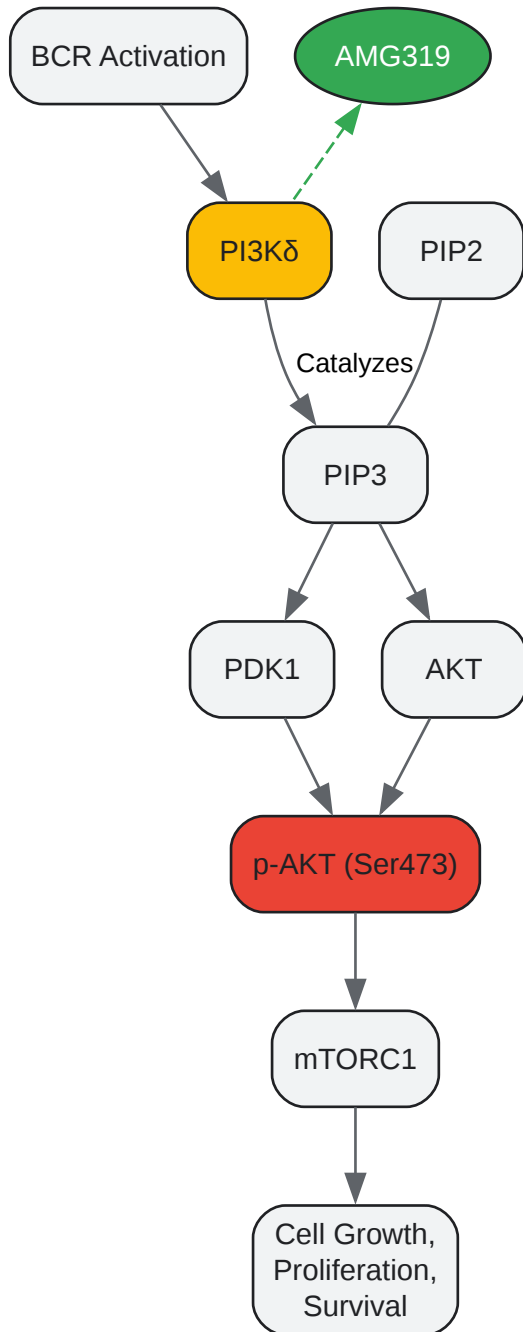 BCR Activation
AMG319
PI3Kδ
PIP2
Catalyzes
PIP3
PDK1
AKT
p-AKT (Ser473)
mTORC1
Cell Growth,
Proliferation,
Survival